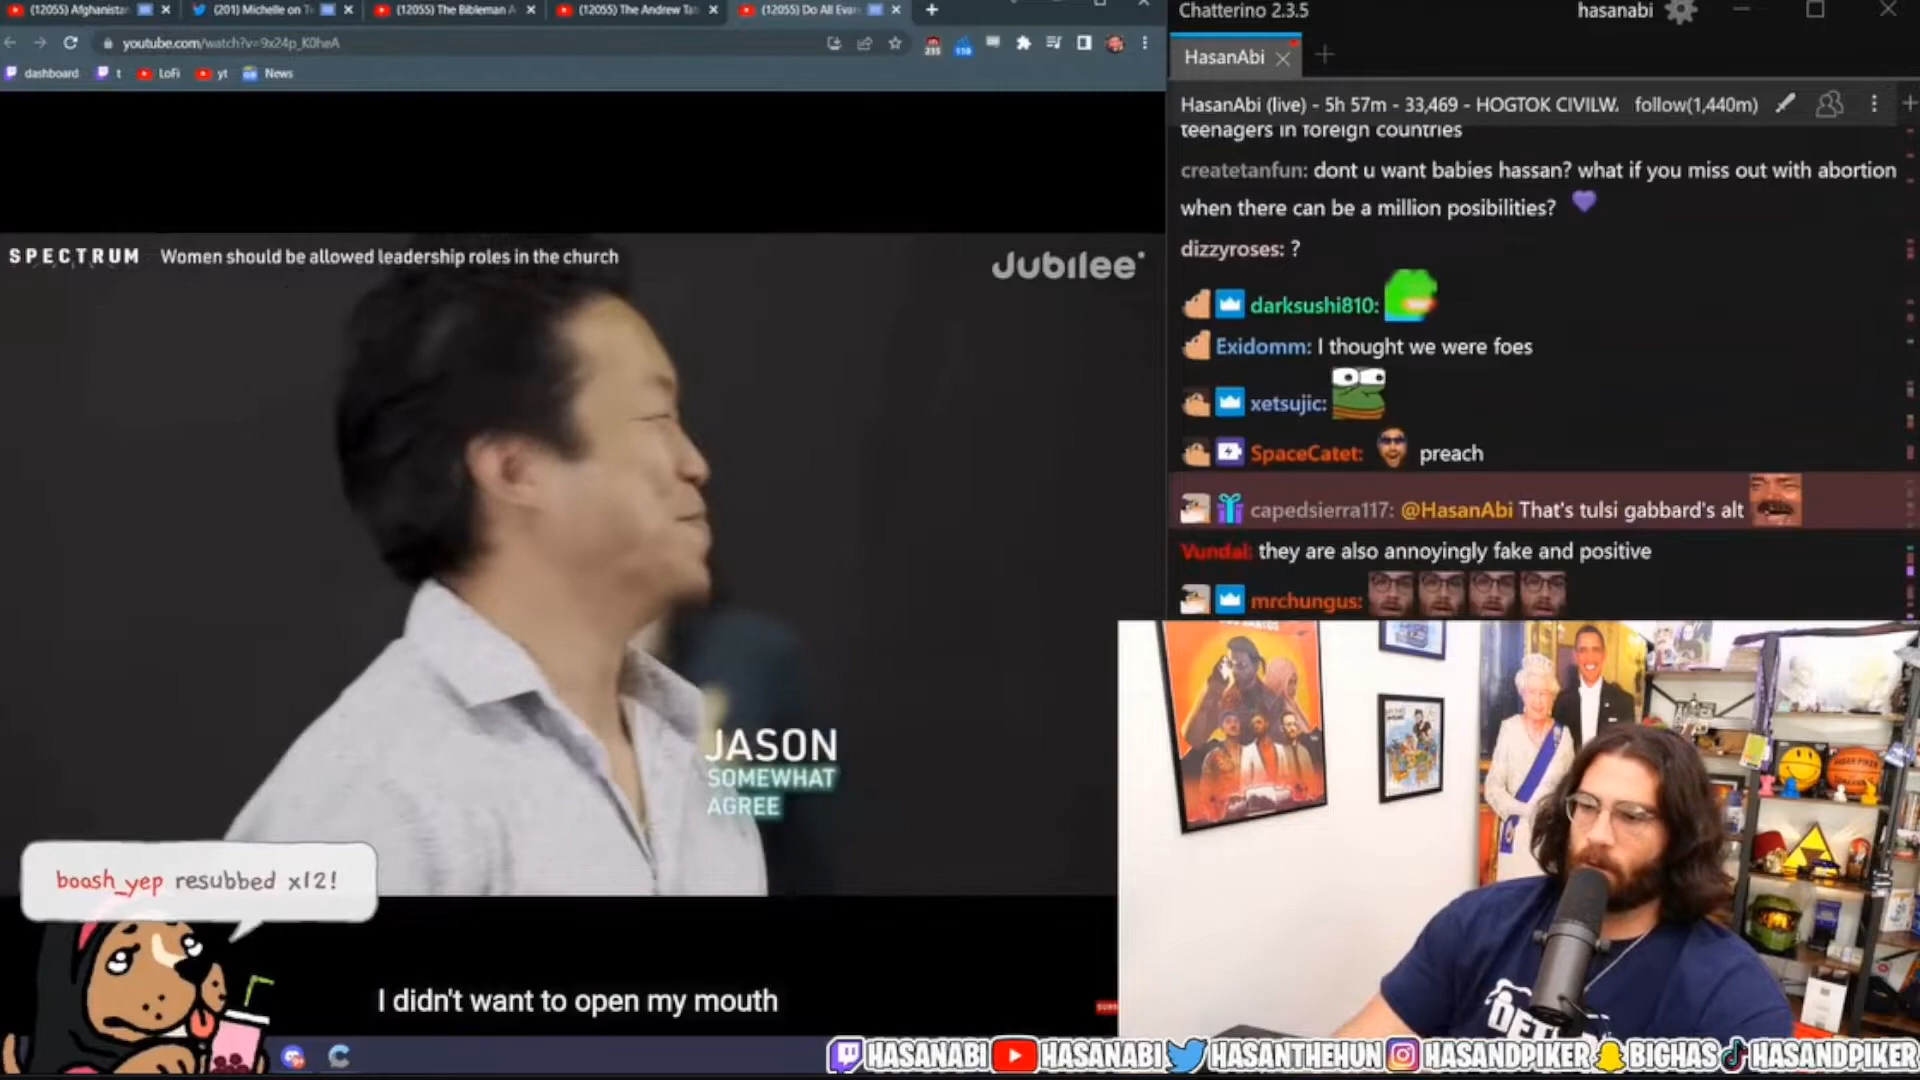 (12055) Afghanistan
(201) Michelle on T
(12055) The Bibleman A
(12055) The Andrew Ta
(12055) Do All Evan
youtube.com/watch?v=9x24p_K0heA
235
110
dashboard
t
LoFi
yt
News
SPECTRUM Women should be allowed leadership roles in the church
Jubilee
JASON
SOMEWHAT
AGREE
boosh_yep resubbed x12!
I didn't want to open my mouth
Chatterino 2.3.5
hasanabi
HasanAbi
HasanAbi (live) - 5h 57m - 33,469 - HOGTOK CIVILW. follow(1,440m)
teenagers in foreign countries
createtanfun: dont u want babies hassan? what if you miss out with abortion
when there can be a million posibilities?
dizzyroses: ?
darksushi810:
Exidomm: I thought we were foes
xetsujic:
SpaceCatet: preach
capedsierra117: @HasanAbi That's tulsi gabbard's alt
Vundal: they are also annoyingly fake and positive
mrchungus:
HASANABI HASANABI HASANTHEHUN HASANDPIKER BIGHAS HASANDPIKER